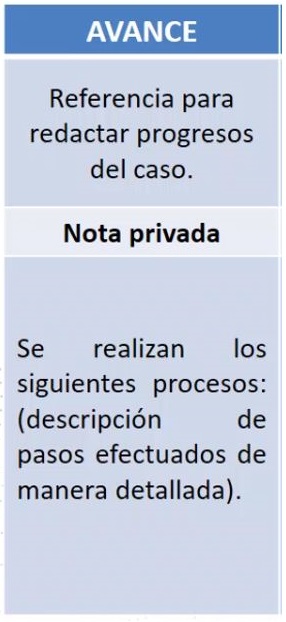 AVANCE
Referencia para
redactar progresos
del caso.
Nota privada
Se realizan los
siguientes procesos:
(descripción de
pasos efectuados de
manera detallada).